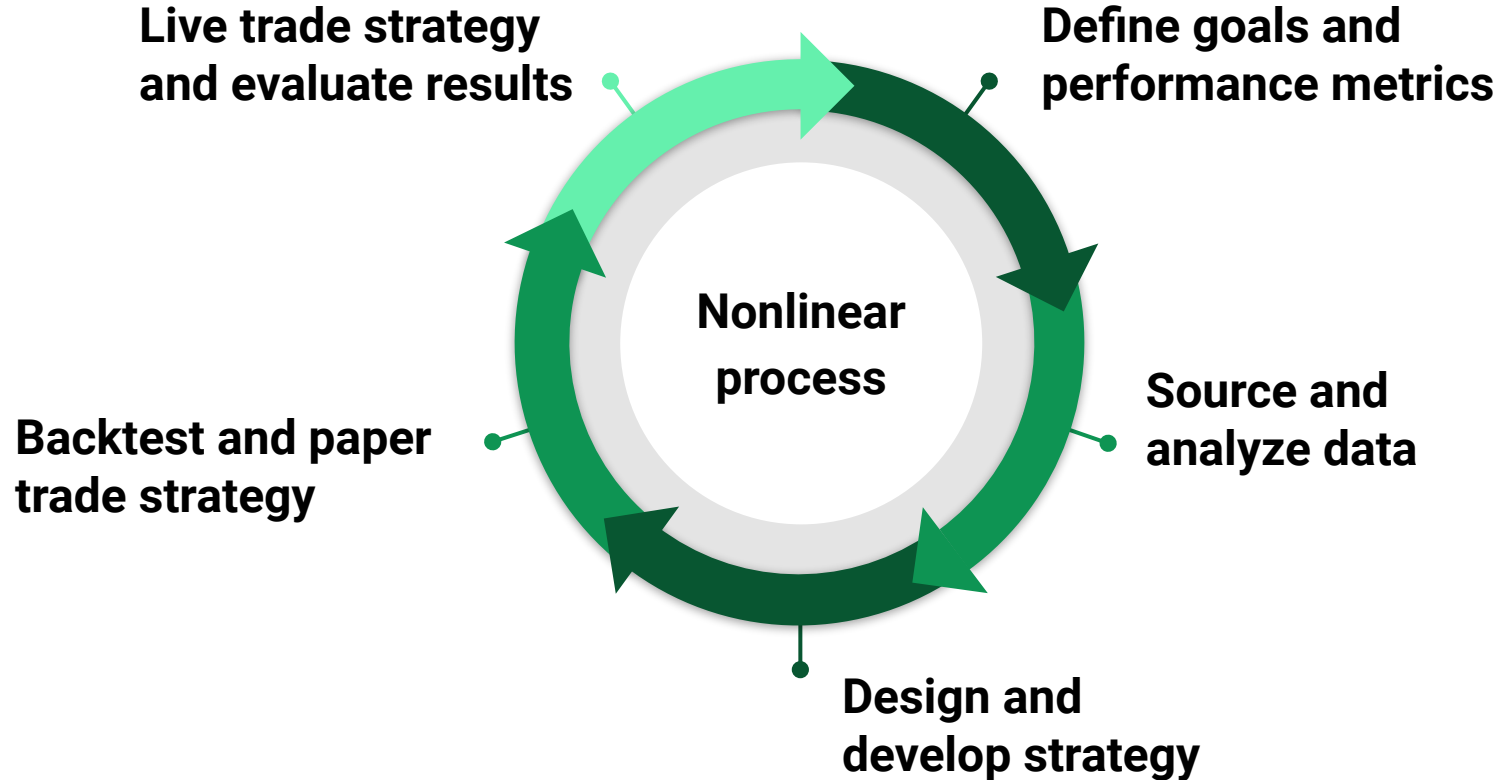 Live trade strategy
and evaluate results
Define goals and
performance metrics
Nonlinear
process
Source and
analyze data
Backtest and paper
trade strategy
Design and
develop strategy